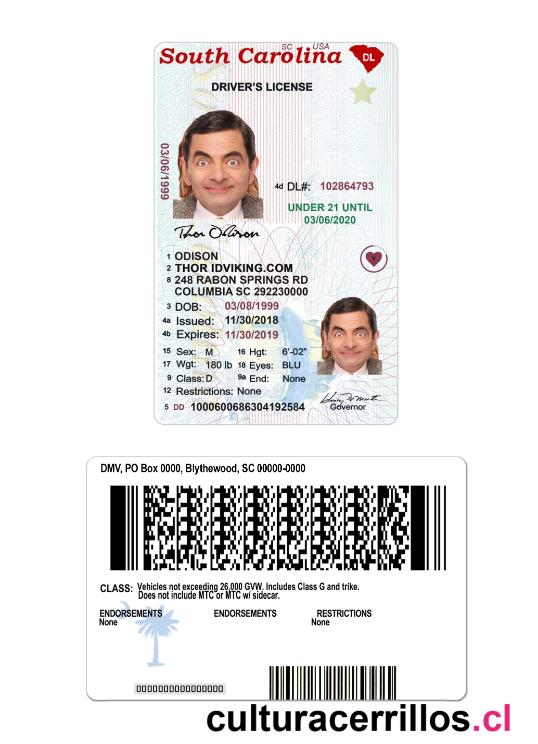 SC USA
South Carolina
DL
DRIVER'S LICENSE
03/06/1999
4d DL#: 102864793
UNDER 21 UNTIL
03/06/2020
Thor Odison
1 ODISON
2 THOR IDVIKING.COM
8 248 RABON SPRINGS RD
COLUMBIA SC 292230000
3 DOB: 03/08/1999
4a Issued: 11/30/2018
4b Expires: 11/30/2019
15 Sex: M 16 Hgt: 6'-02"
17 Wgt: 180 lb 18 Eyes: BLU
9 Class: D 9a End: None
12 Restrictions: None
5 DD 1000600686304192584
Governor
DMV, PO Box 0000, Blythewood, SC 00000-0000
CLASS: Vehicles not exceeding 26,000 GVW. Includes Class G and trike.
Does not include MTC or MTC w/ sidecar.
ENDORSEMENTS ENDORSEMENTS RESTRICTIONS
None None
culturacerrillos.cl